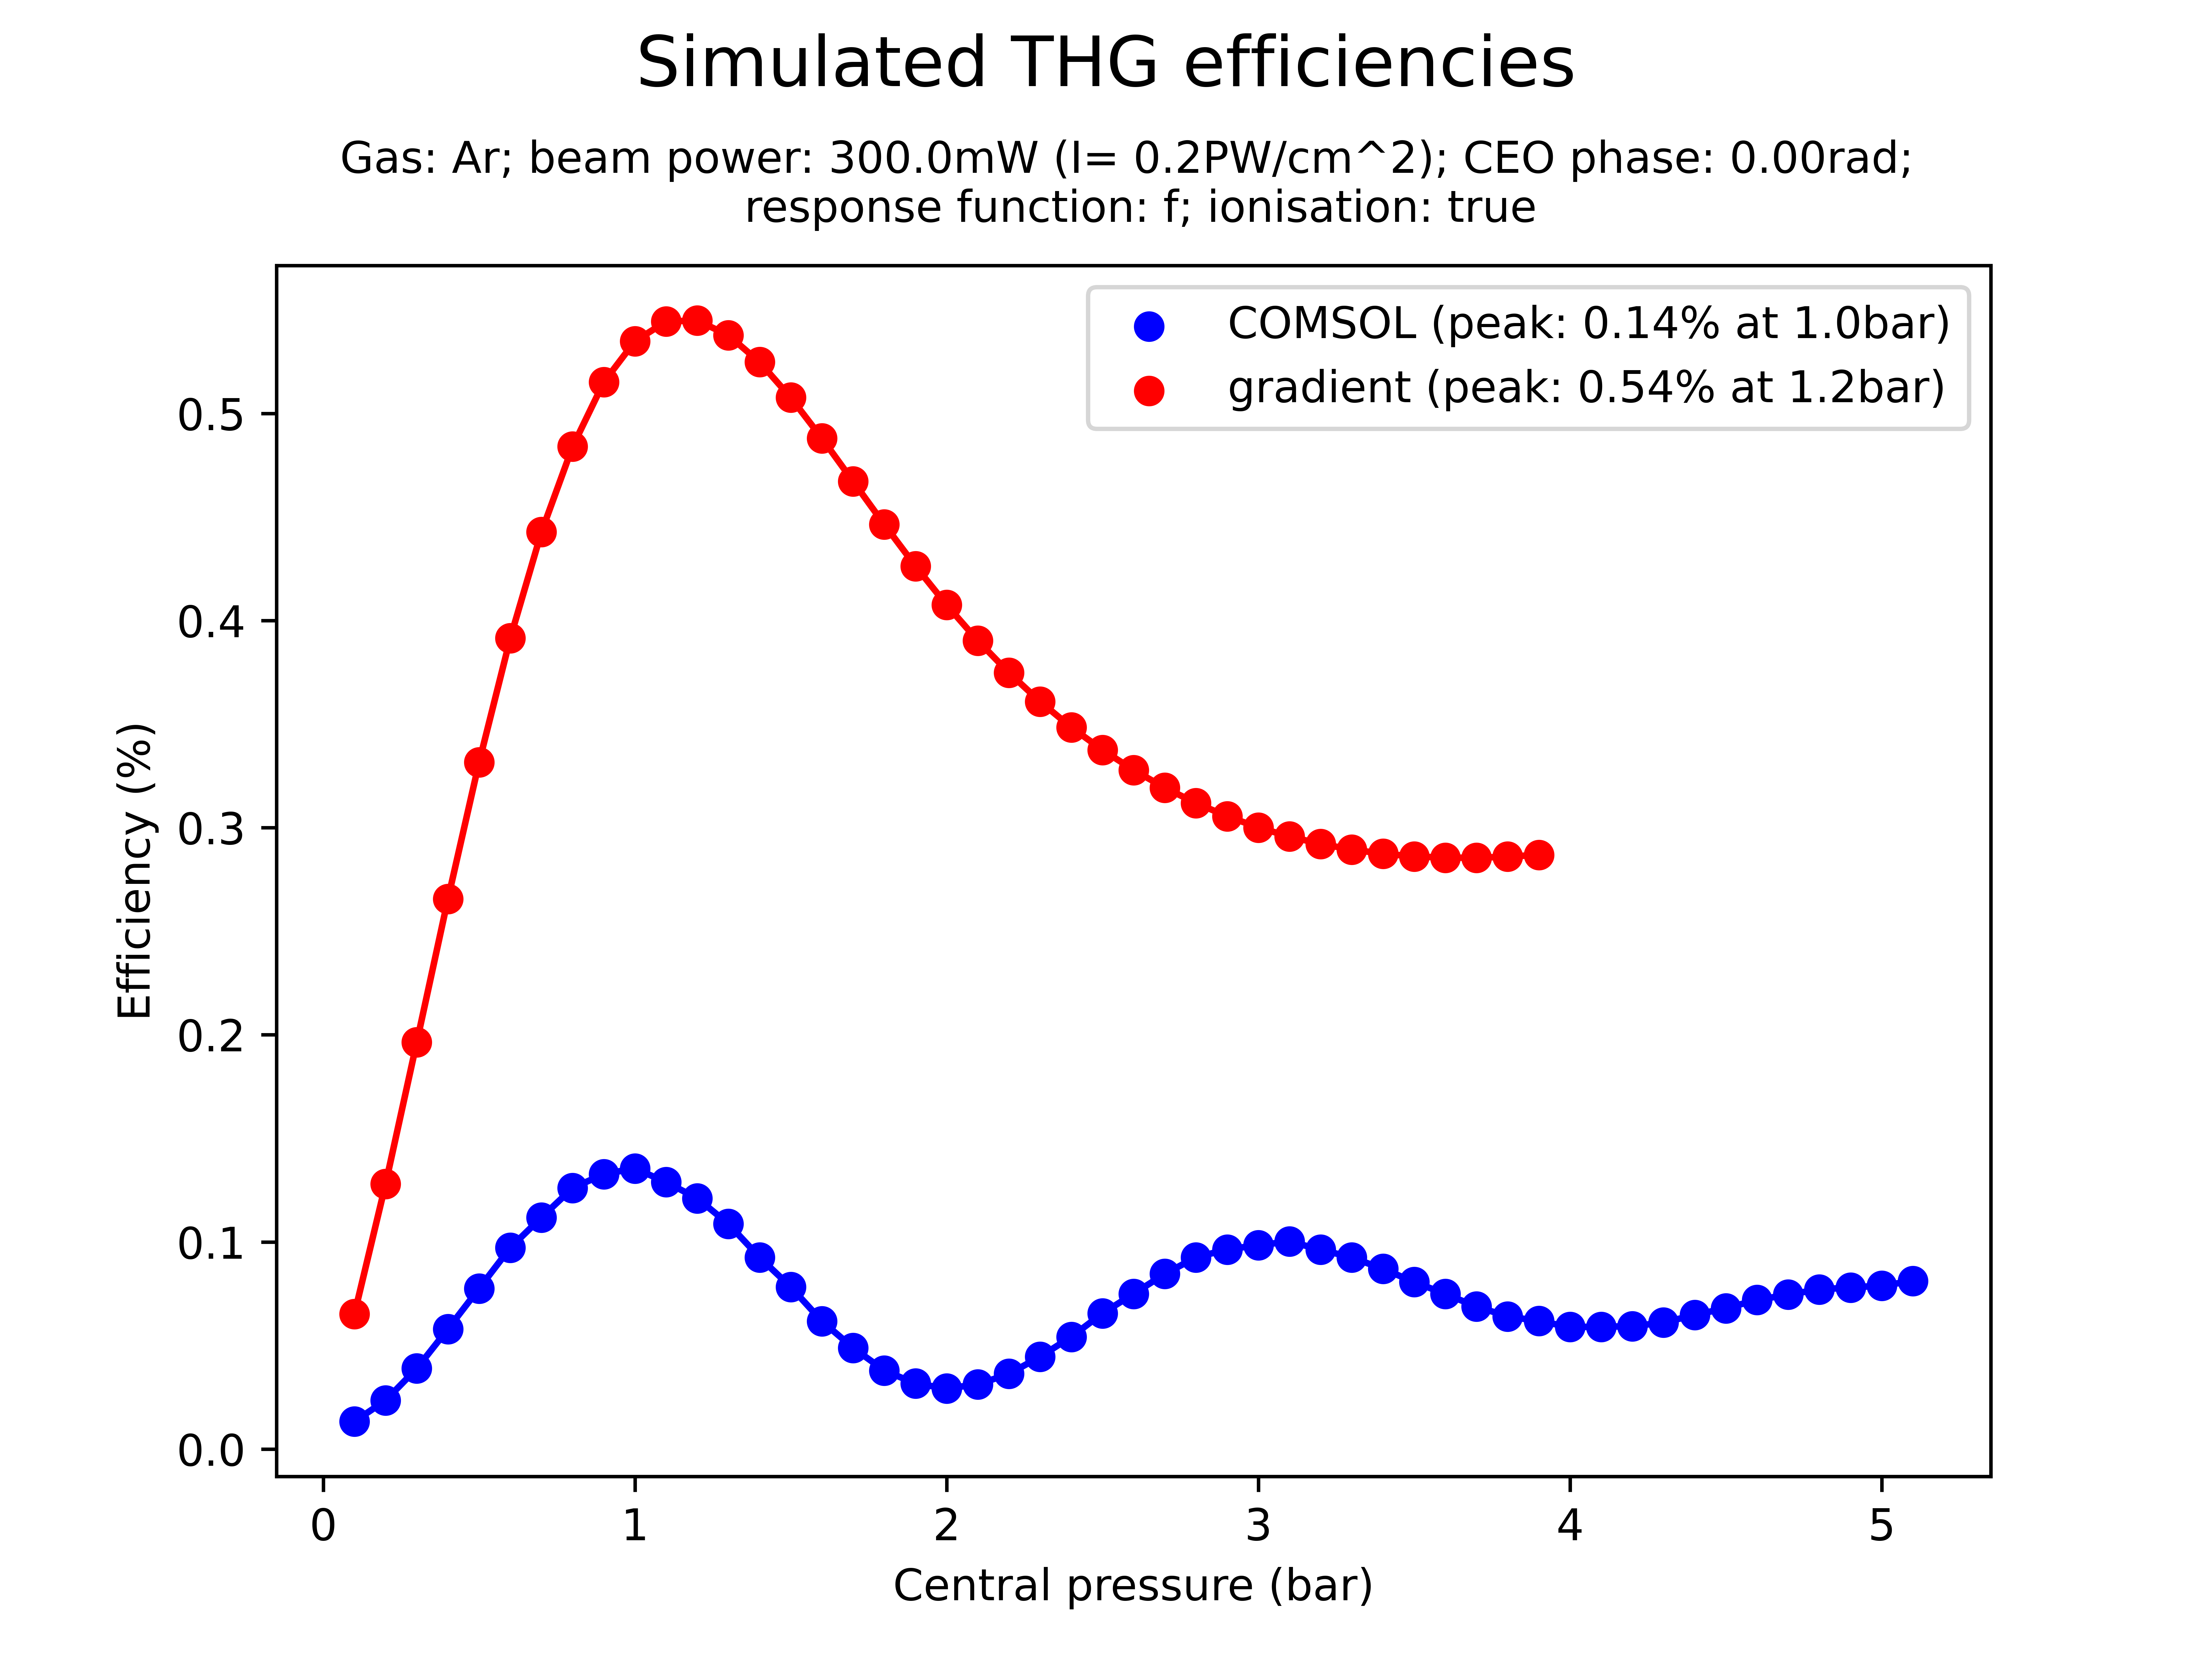 Simulated THG efficiencies
Gas: Ar; beam power: 300.0mW (I= 0.2PW/cm^2); CEO phase: 0.00rad;
response function: f; ionisation: true
COMSOL (peak: 0.14% at 1.0bar)
gradient (peak: 0.54% at 1.2bar)
Efficiency (%)
0.5
0.4
0.3
0.2
0.1
0.0
0 1 2 3 4 5
Central pressure (bar)